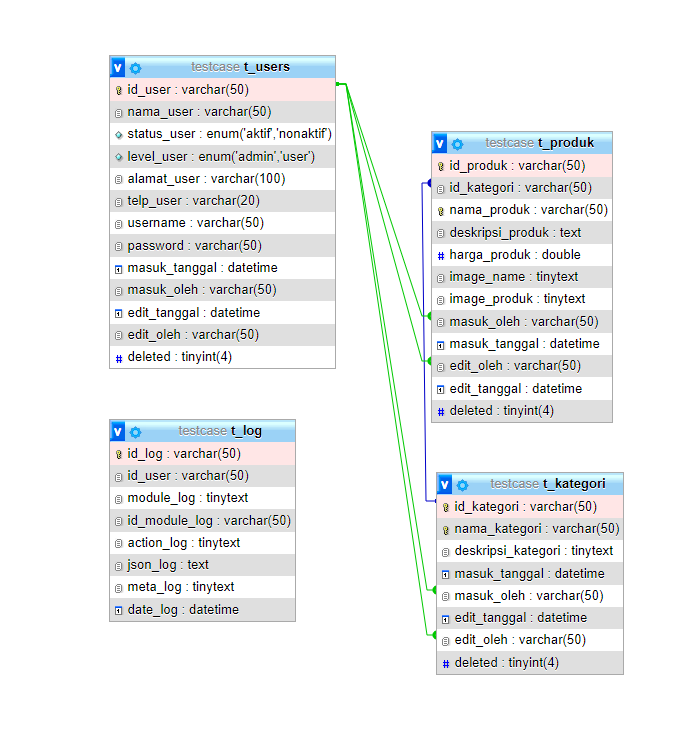 testcase t_users
id_user : varchar(50)
nama_user : varchar(50)
status_user : enum('aktif','nonaktif')
level_user : enum('admin','user')
alamat_user : varchar(100)
telp_user : varchar(20)
username : varchar(50)
password : varchar(50)
masuk_tanggal : datetime
masuk_oleh : varchar(50)
edit_tanggal : datetime
edit_oleh : varchar(50)
deleted : tinyint(4)
testcase t_produk
id_produk : varchar(50)
id_kategori : varchar(50)
nama_produk : varchar(50)
deskripsi_produk : text
harga_produk : double
image_name : tinytext
image_produk : tinytext
masuk_oleh : varchar(50)
masuk_tanggal : datetime
edit_oleh : varchar(50)
edit_tanggal : datetime
deleted : tinyint(4)
testcase t_log
id_log : varchar(50)
id_user : varchar(50)
module_log : tinytext
id_module_log : varchar(50)
action_log : tinytext
json_log : text
meta_log : tinytext
date_log : datetime
testcase t_kategori
id_kategori : varchar(50)
nama_kategori : varchar(50)
deskripsi_kategori : tinytext
masuk_tanggal : datetime
masuk_oleh : varchar(50)
edit_tanggal : datetime
edit_oleh : varchar(50)
deleted : tinyint(4)